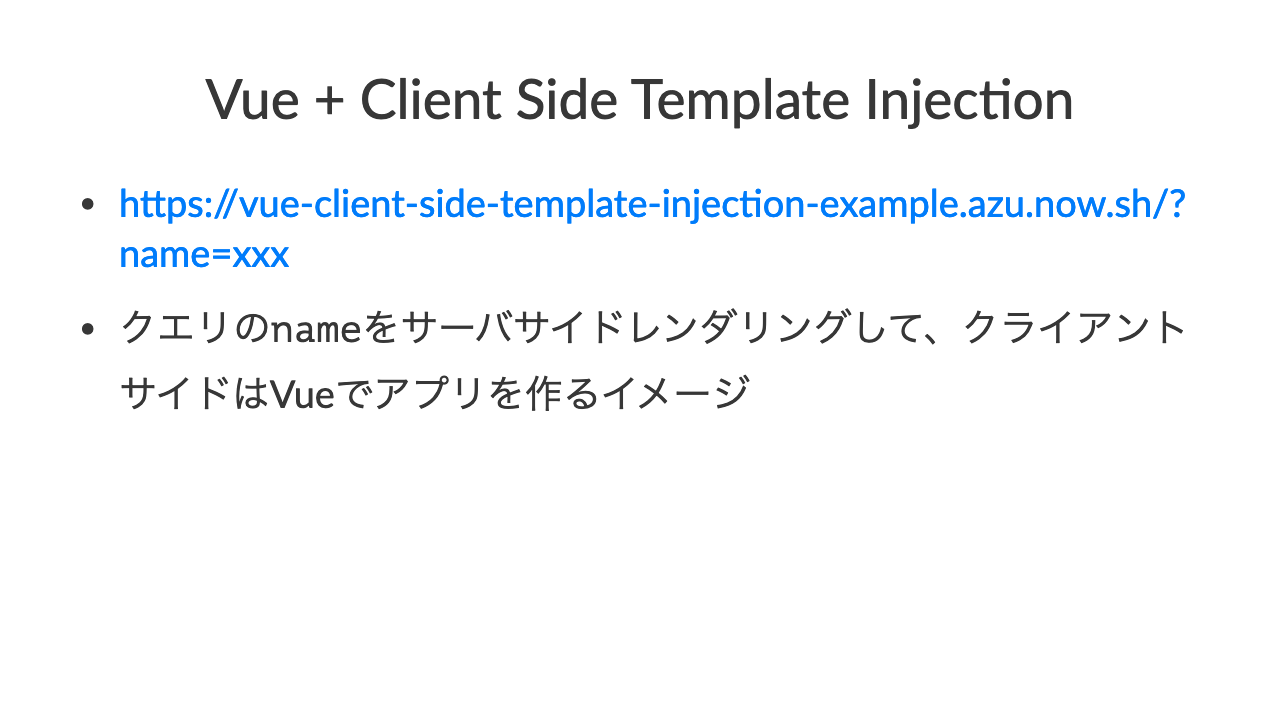 Vue + Client Side Template Injection
• https://vue-client-side-template-injection-example.azu.now.sh/?
name=xxx
• クエリのnameをサーバサイドレンダリングして、クライアント
サイドはVueでアプリを作るイメージ